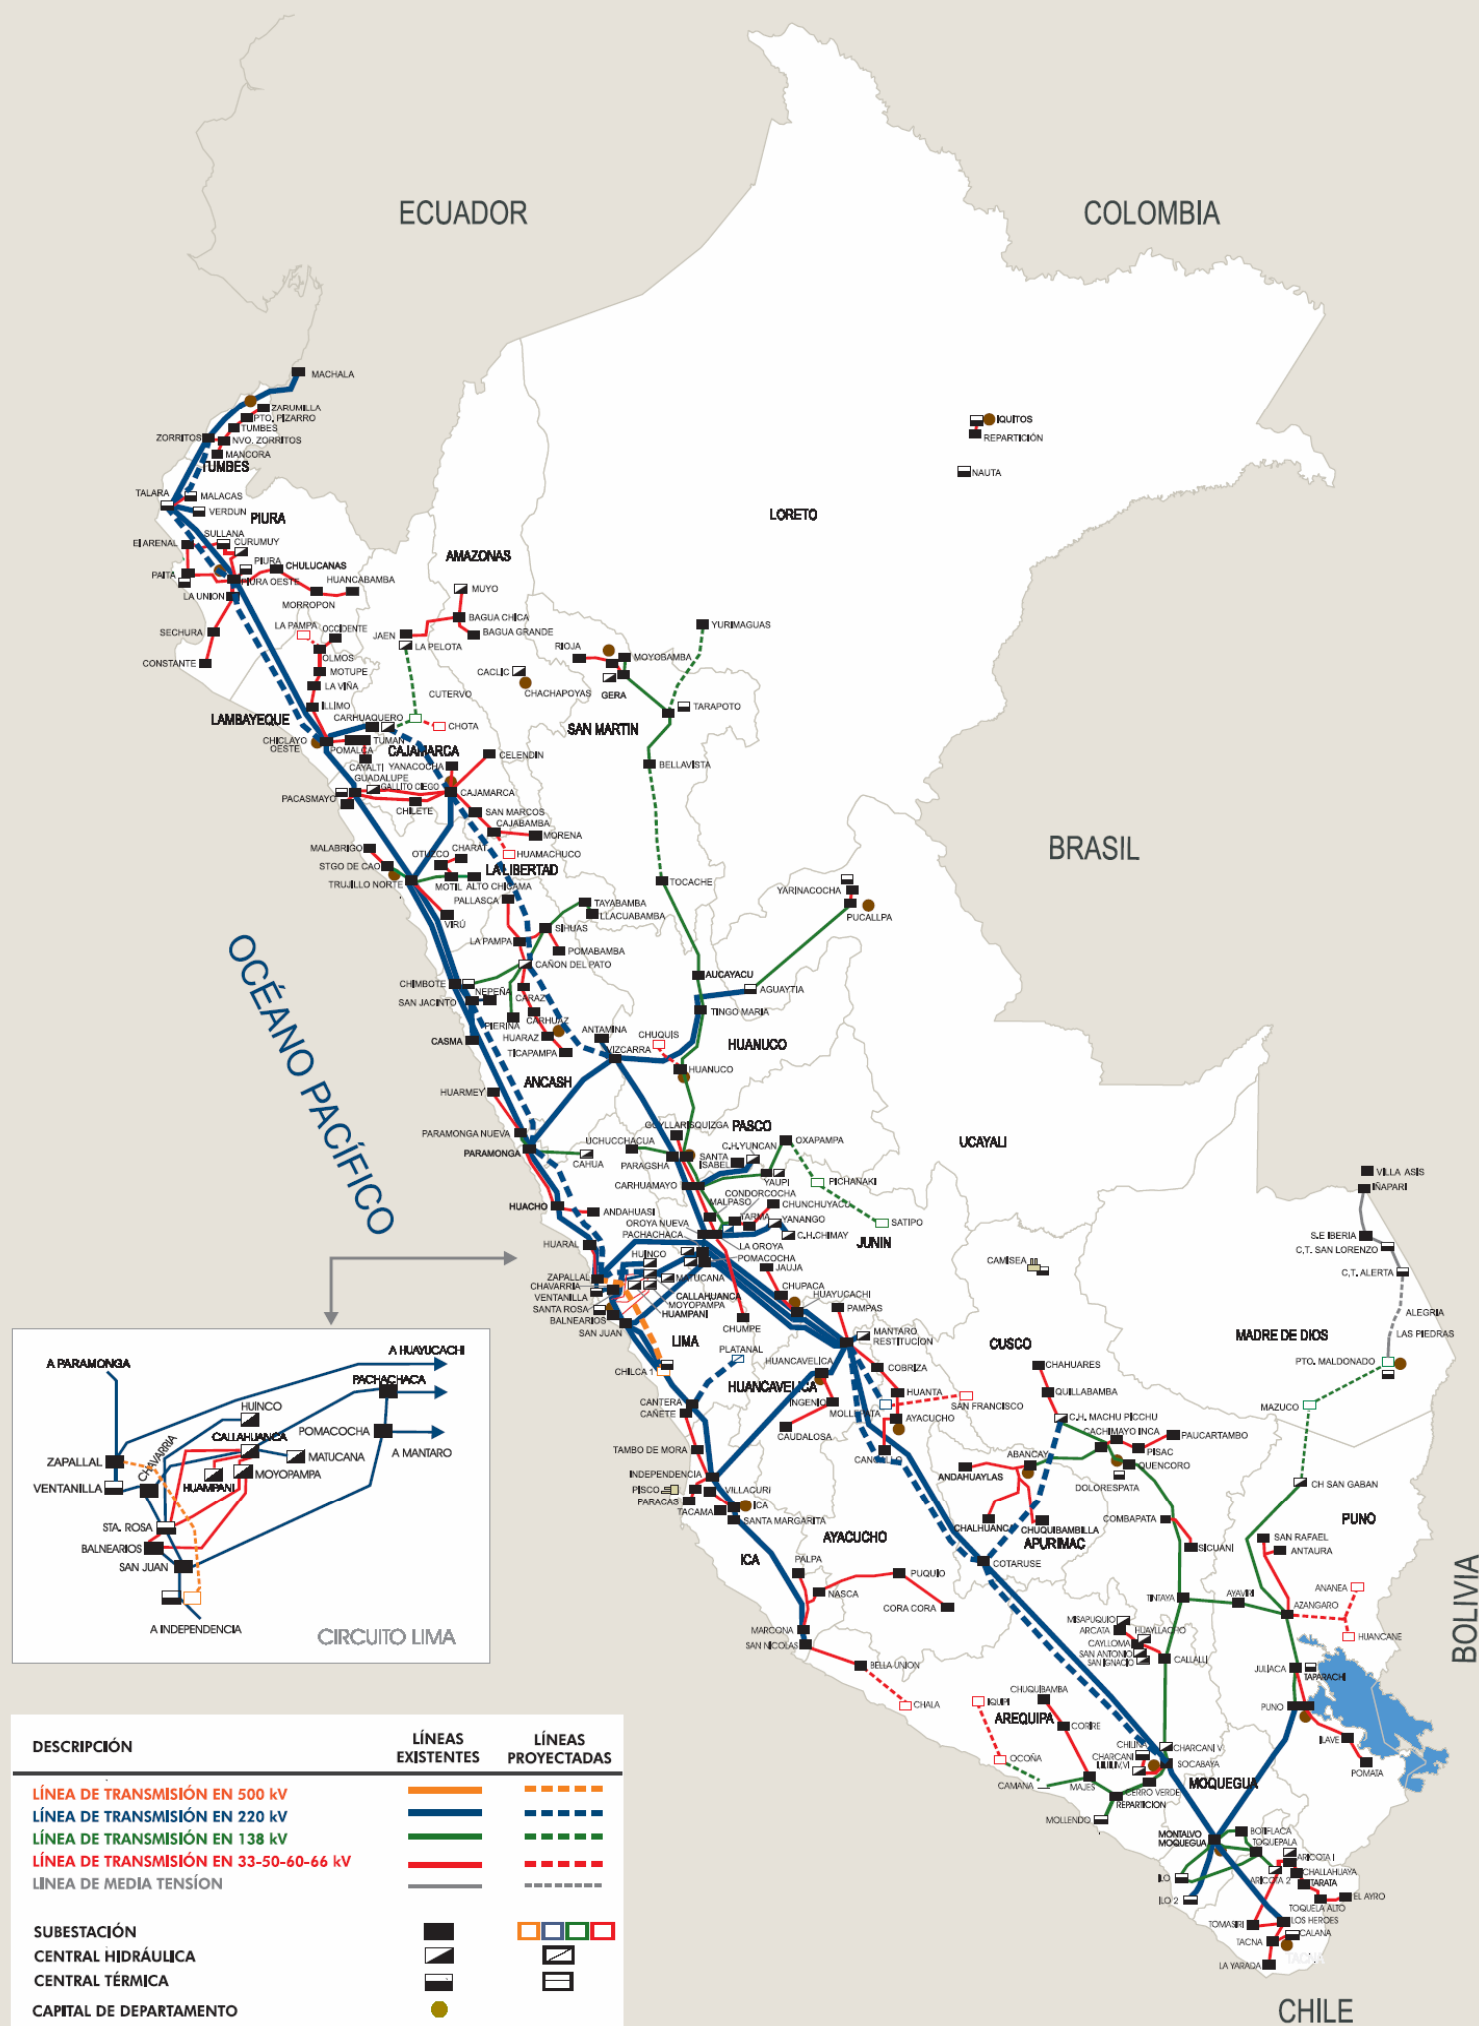 ECUADOR
COLOMBIA
MACHALA
ZARUMILLA
PTO. PIZARRO
TUMBES
ZORRITOS
NVO. ZORRITOS
MANCORA
TUMBES
IQUITOS
REPARTICIÓN
NAUTA
TALARA
MALACAS
VERDUN
PIURA
LORETO
SULLANA
CURUMUY
El ARENAL
PIURA
CHULUCANAS
AMAZONAS
PAITA
PIURA OESTE
HUANCABAMBA
MUYO
LA UNION
MORROPON
BAGUA CHICA
LA PAMPA
OCCIDENTE
JAEN
BAGUA GRANDE
YURIMAGUAS
SECHURA
LA PELOTA
RIOJA
MOYOBAMBA
CONSTANTE
OLMOS
MOTUPE
CACLIC
GERA
LA VIÑA
CUTERVO
CHACHAPOYAS
ILLIMO
TARAPOTO
LAMBAYEQUE
CARHUAQUERO
CHOTA
SAN MARTIN
CHICLAYO
OESTE
POMALCA
TUMAN
CAJAMARCA
CELENDIN
CAYALTI
YANACOCHA
BELLAVISTA
GUADALUPE
GALLITO CIEGO
PACASMAYO
CAJAMARCA
CHILETE
SAN MARCOS
CAJABAMBA
MORENA
MALABRIGO
OTUZCO
CHARAT
HUAMACHUCO
STGO DE CAO
LA LIBERTAD
TRUJILLO NORTE
MOTIL
ALTO CHICAMA
TOCACHE
YARINACOCHA
PALLASCA
TAYABAMBA
PUCALLPA
VIRÚ
LLACUABAMBA
SIHUAS
LA PAMPA
POMABAMBA
CAÑON DEL PATO
BRASIL
OCÉANO PACÍFICO
CHIMBOTE
NEPEÑA
AUCAYACU
AGUAYTIA
SAN JACINTO
CARAZ
TINGO MARIA
PIERINA
CARHUAZ
CASMA
HUARAZ
ANTAMINA
CHUQUIS
TICAPAMPA
VIZCARRA
HUANUCO
HUANUCO
ANCASH
HUARMEY
GOYLLARISQUIZGA
PASCO
PARAMONGA NUEVA
UCHUCCHACUA
C.H.YUNCAN
OXAPAMPA
UCAYALI
PARAMONGA
CAHUA
PARAGSHA
SANTA
ISABEL
VILLA ASIS
IÑAPARI
CARHUAMAYO
YAUPI
PICHANAKI
CONDORCOCHA
HUACHO
ANDAHUASI
MALPASO
CHUNCHUYACU
OROYA NUEVA
TARMA
YANANGO
SATIPO
PACHACHACA
C.H.CHIMAY
S.E IBERIA
HUARAL
LA OROYA
JUNIN
C,T. SAN LORENZO
HUINCO
POMACOCHA
CAMISEA
ZAPALLAL
MATUCANA
JAUJA
C,T. ALERTA
CHAVARRIA
CALLAHUANCA
CHUPACA
VENTANILLA
MOYOPAMPA
HUAYUCACHI
SANTA ROSA
HUAMPANI
PAMPAS
ALEGRIA
BALNEARIOS
CHUMPE
SAN JUAN
MANTARO
RESTITUCION
LAS PIEDRAS
LIMA
PLATANAL
CUSCO
MADRE DE DIOS
HUANCAVELICA
COBRIZA
CHAHUARES
PTO. MALDONADO
CHILCA 1
HUANCAVELICA
HUANTA
QUILLABAMBA
INGENIO
SAN FRANCISCO
CANTERA
MOLLEPATA
MAZUCO
CAÑETE
AYACUCHO
C,H. MACHU PICCHU
CAUDALOSA
CACHIMAYO INCA
PAUCARTAMBO
TAMBO DE MORA
CANGALLO
PISAC
ABANCAY
QUENCORO
INDEPENDENCIA
ANDAHUAYLAS
DOLORESPATA
CH SAN GABAN
PISCO
VILLACURI
PARACAS
ICA
TACAMA
SANTA MARGARITA
CHALHUANCA
CHUQUIBAMBILLA
COMBAPATA
PUNO
AYACUCHO
APURIMAC
SAN RAFAEL
ICA
SICUANI
ANTAURA
PALPA
COTARUSE
PUQUIO
ANANEA
NASCA
TINTAYA
AYAVIRI
CORA CORA
AZANGARO
MISAPUQUIO
MARCONA
ARCATA
HUAYLLACHO
HUANCANE
SAN NICOLAS
CAYLLOMA
SAN ANTONIO
BOLIVIA
SAN IGNACIO
CALLALLI
BELLA UNION
JULIACA
TAPARACHI
CHUQUIBAMBA
CHALA
IQUIPI
PUNO
AREQUIPA
CORIRE
ILAVE
CHILINA
CHARCANI V
OCOÑA
CHARCANI
SOCABAYA
POMATA
CAMANA
MAJES
CERRO VERDE
MOQUEGUA
REPARTICION
MOLLENDO
MONTALVO
MOQUEGUA
BOTIFLACA
TOQUEPALA
ARICOTA I
ILO
ARICOTA 2
CHALLAHUAYA
TARATA
ILO 2
EL AYRO
TOQUELA ALTO
TOMASIRI
LOS HEROES
CALANA
TACNA
TACNA
LA YARADA
CHILE
A PARAMONGA
A HUAYUCACHI
PACHACHACA
HUINCO
CHAVARRIA
POMACOCHA
CALLAHUANCA
A MANTARO
ZAPALLAL
MATUCANA
MOYOPAMPA
HUAMPANI
VENTANILLA
STA. ROSA
BALNEARIOS
SAN JUAN
A INDEPENDENCIA
CIRCUITO LIMA
DESCRIPCIÓN
LÍNEAS
EXISTENTES
LÍNEAS
PROYECTADAS
LÍNEA DE TRANSMISIÓN EN 500 kV
LÍNEA DE TRANSMISIÓN EN 220 kV
LÍNEA DE TRANSMISIÓN EN 138 kV
LÍNEA DE TRANSMISIÓN EN 33-50-60-66 kV
LINEA DE MEDIA TENSÍON
SUBESTACIÓN
CENTRAL HIDRÁULICA
CENTRAL TÉRMICA
CAPITAL DE DEPARTAMENTO